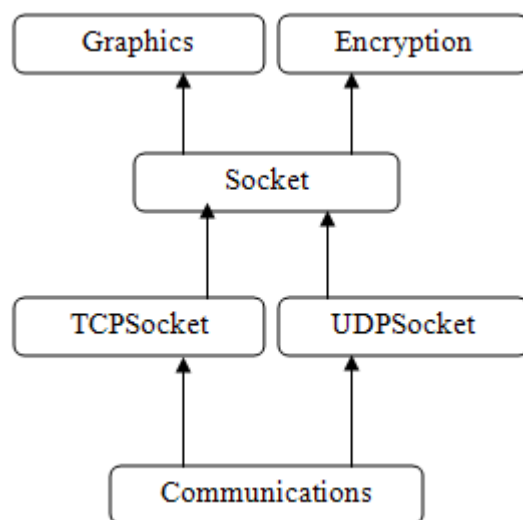 Graphics
Encryption
Socket
TCPSocket
UDPSocket
Communications